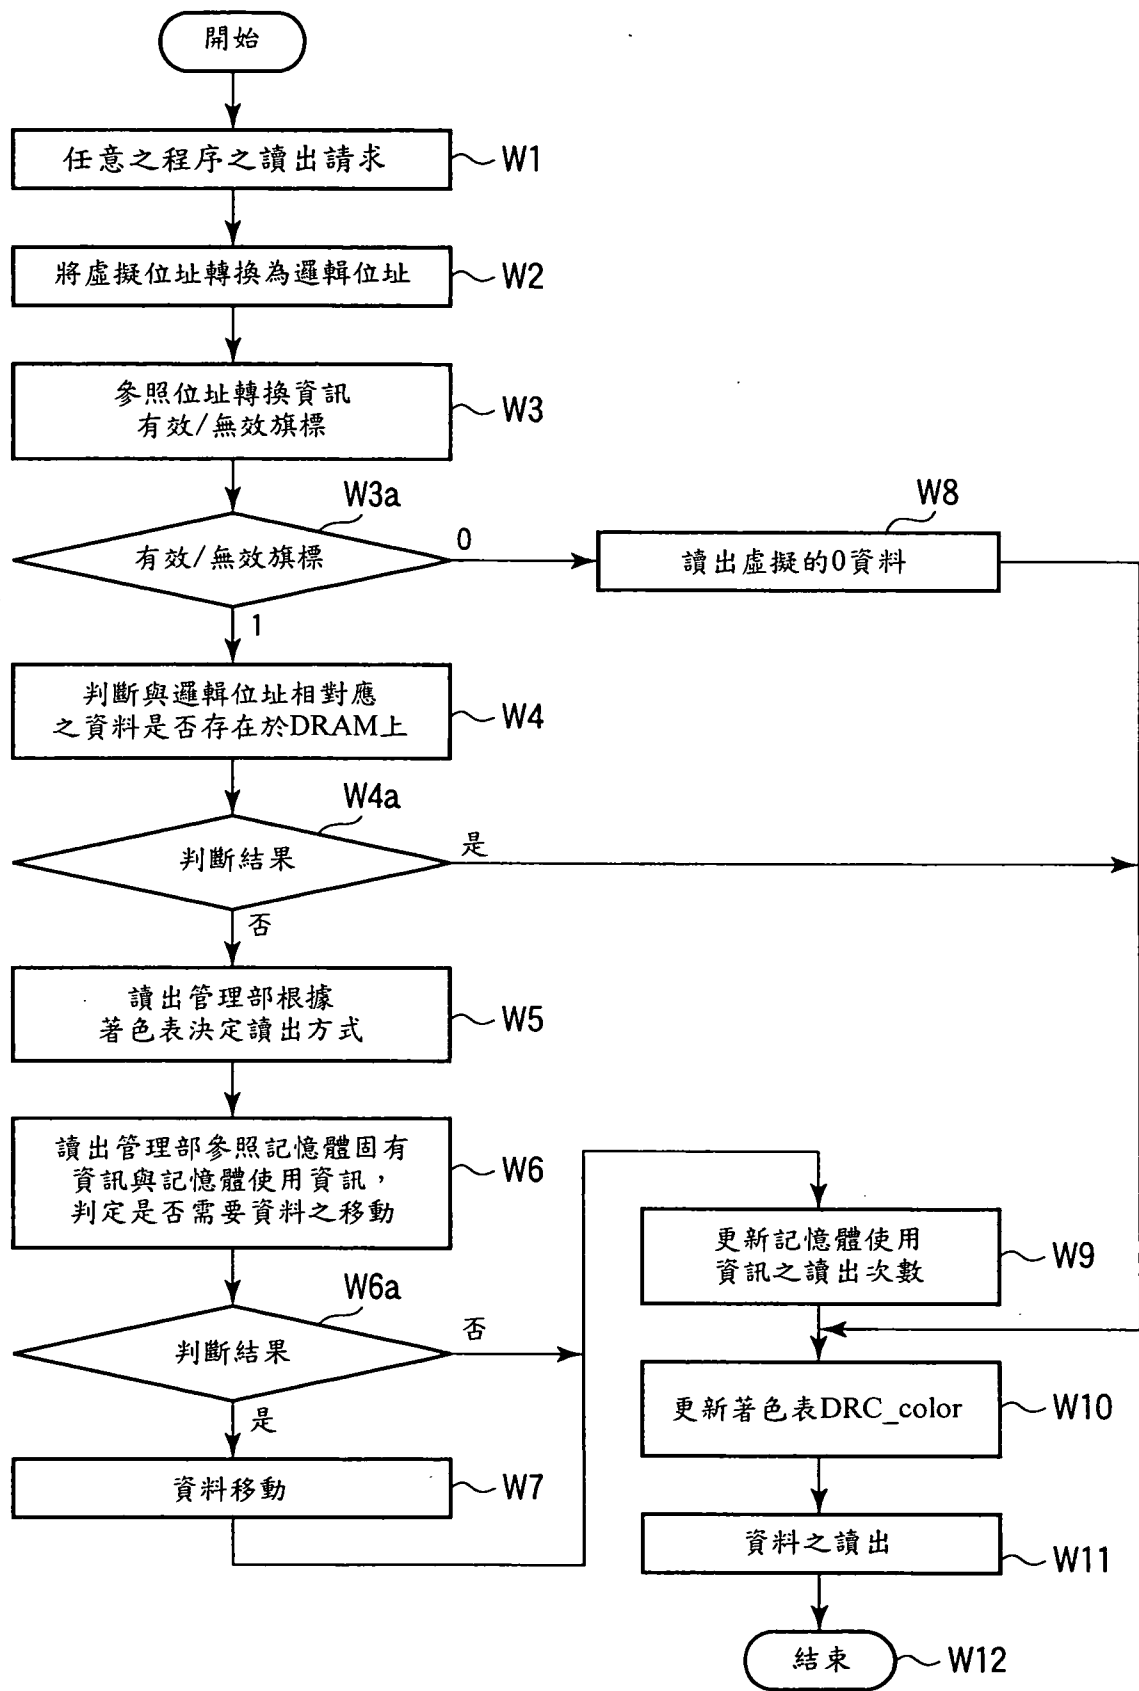 開始
任意之程序之讀出請求
W1
將虛擬位址轉換為邏輯位址
W2
參照位址轉換資訊
有效/無效旗標
W3
W3a
有效/無效旗標
0
1
W8
讀出虛擬的0資料
判斷與邏輯位址相對應
之資料是否存在於DRAM上
W4
W4a
判斷結果
是
否
讀出管理部根據
著色表決定讀出方式
W5
讀出管理部參照記憶體固有
資訊與記憶體使用資訊，
判定是否需要資料之移動
W6
W6a
判斷結果
否
是
資料移動
W7
更新記憶體使用
資訊之讀出次數
W9
更新著色表DRC_color
W10
資料之讀出
W11
結束
W12